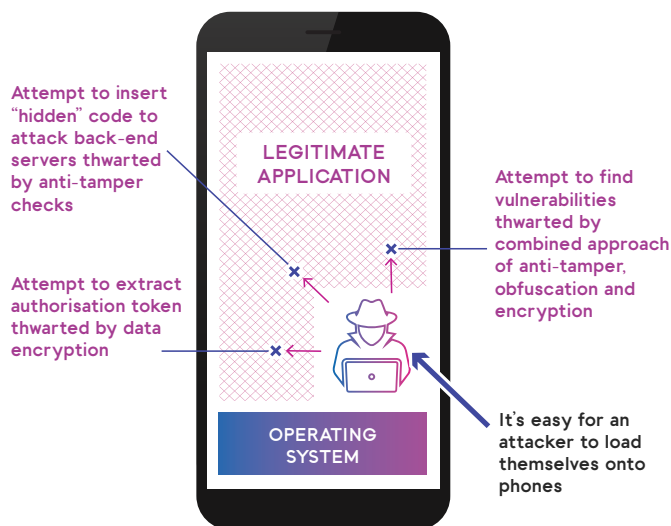 Attempt to insert
“hidden” code to
attack back-end
servers thwarted
by anti-tamper
checks
LEGITIMATE
APPLICATION
Attempt to find
vulnerabilities
thwarted by
combined approach
of anti-tamper,
obfuscation and
encryption
Attempt to extract
authorisation token
thwarted by data
encryption
It’s easy for an
attacker to load
themselves onto
phones
OPERATING
SYSTEM